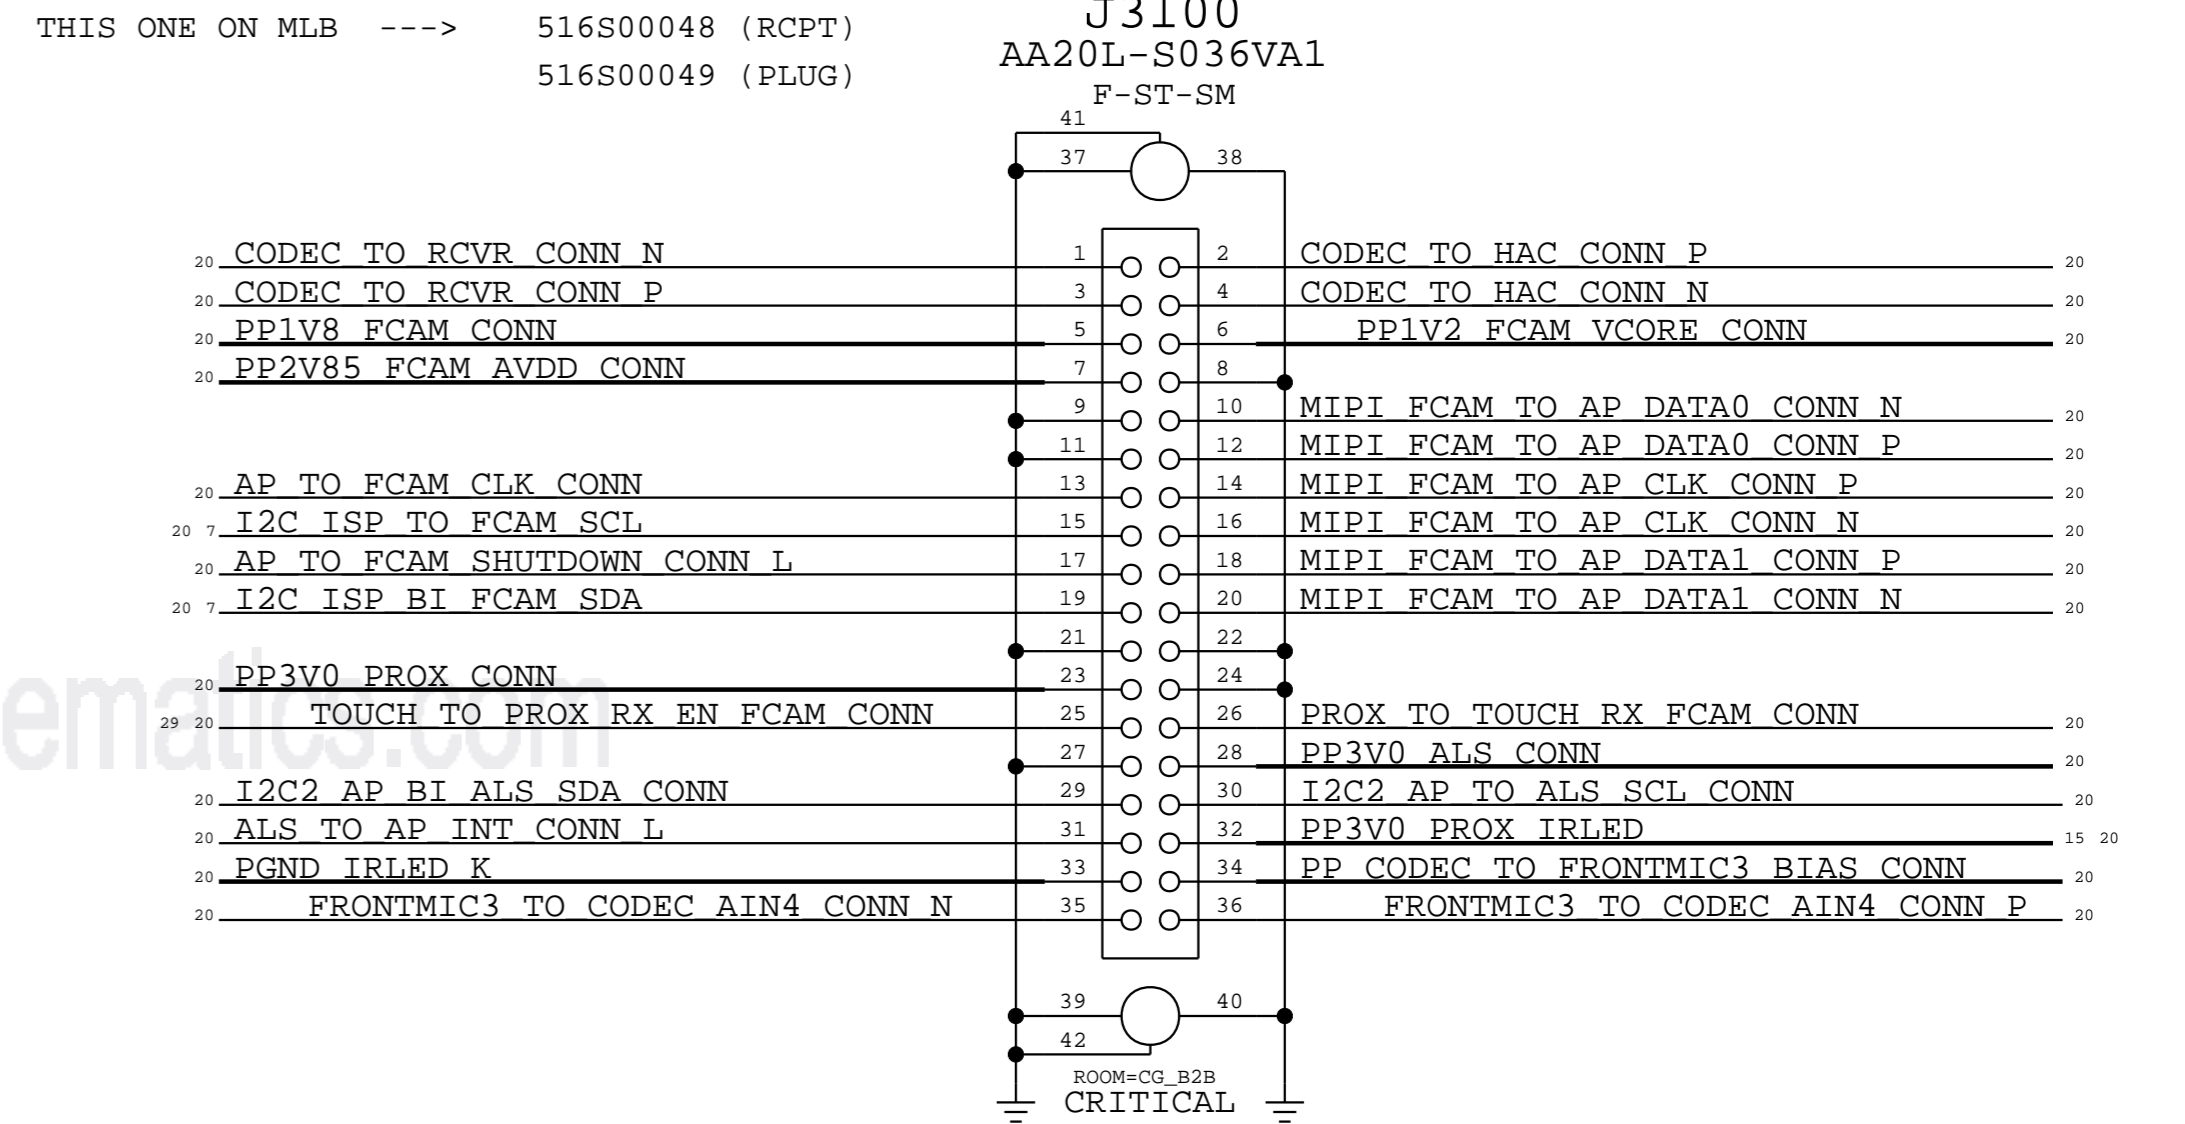 THIS ONE ON MLB ---> 516S00048 (RCPT)
516S00049 (PLUG)
J3100
AA20L-S036VA1
F-ST-SM
41
37 38
20 CODEC_TO_RCVR_CONN_N 1 2 CODEC_TO_HAC_CONN_P 20
20 CODEC_TO_RCVR_CONN_P 3 4 CODEC_TO_HAC_CONN_N 20
20 PP1V8_FCAM_CONN 5 6 PP1V2_FCAM_VCORE_CONN 20
20 PP2V85_FCAM_AVDD_CONN 7 8
9 10 MIPI_FCAM_TO_AP_DATA0_CONN_N 20
11 12 MIPI_FCAM_TO_AP_DATA0_CONN_P 20
20 AP_TO_FCAM_CLK_CONN 13 14 MIPI_FCAM_TO_AP_CLK_CONN_P 20
20 7 I2C_ISP_TO_FCAM_SCL 15 16 MIPI_FCAM_TO_AP_CLK_CONN_N 20
20 AP_TO_FCAM_SHUTDOWN_CONN_L 17 18 MIPI_FCAM_TO_AP_DATA1_CONN_P 20
20 7 I2C_ISP_BI_FCAM_SDA 19 20 MIPI_FCAM_TO_AP_DATA1_CONN_N 20
21 22
20 PP3V0_PROX_CONN 23 24
29 20 TOUCH_TO_PROX_RX_EN_FCAM_CONN 25 26 PROX_TO_TOUCH_RX_FCAM_CONN 20
ematics.com
27 28 PP3V0_ALS_CONN 20
20 I2C2_AP_BI_ALS_SDA_CONN 29 30 I2C2_AP_TO_ALS_SCL_CONN 20
20 ALS_TO_AP_INT_CONN_L 31 32 PP3V0_PROX_IRLED 15 20
20 PGND_IRLED_K 33 34 PP_CODEC_TO_FRONTMIC3_BIAS_CONN 20
20 FRONTMIC3_TO_CODEC_AIN4_CONN_N 35 36 FRONTMIC3_TO_CODEC_AIN4_CONN_P 20
39 40
42
ROOM=CG_B2B
CRITICAL